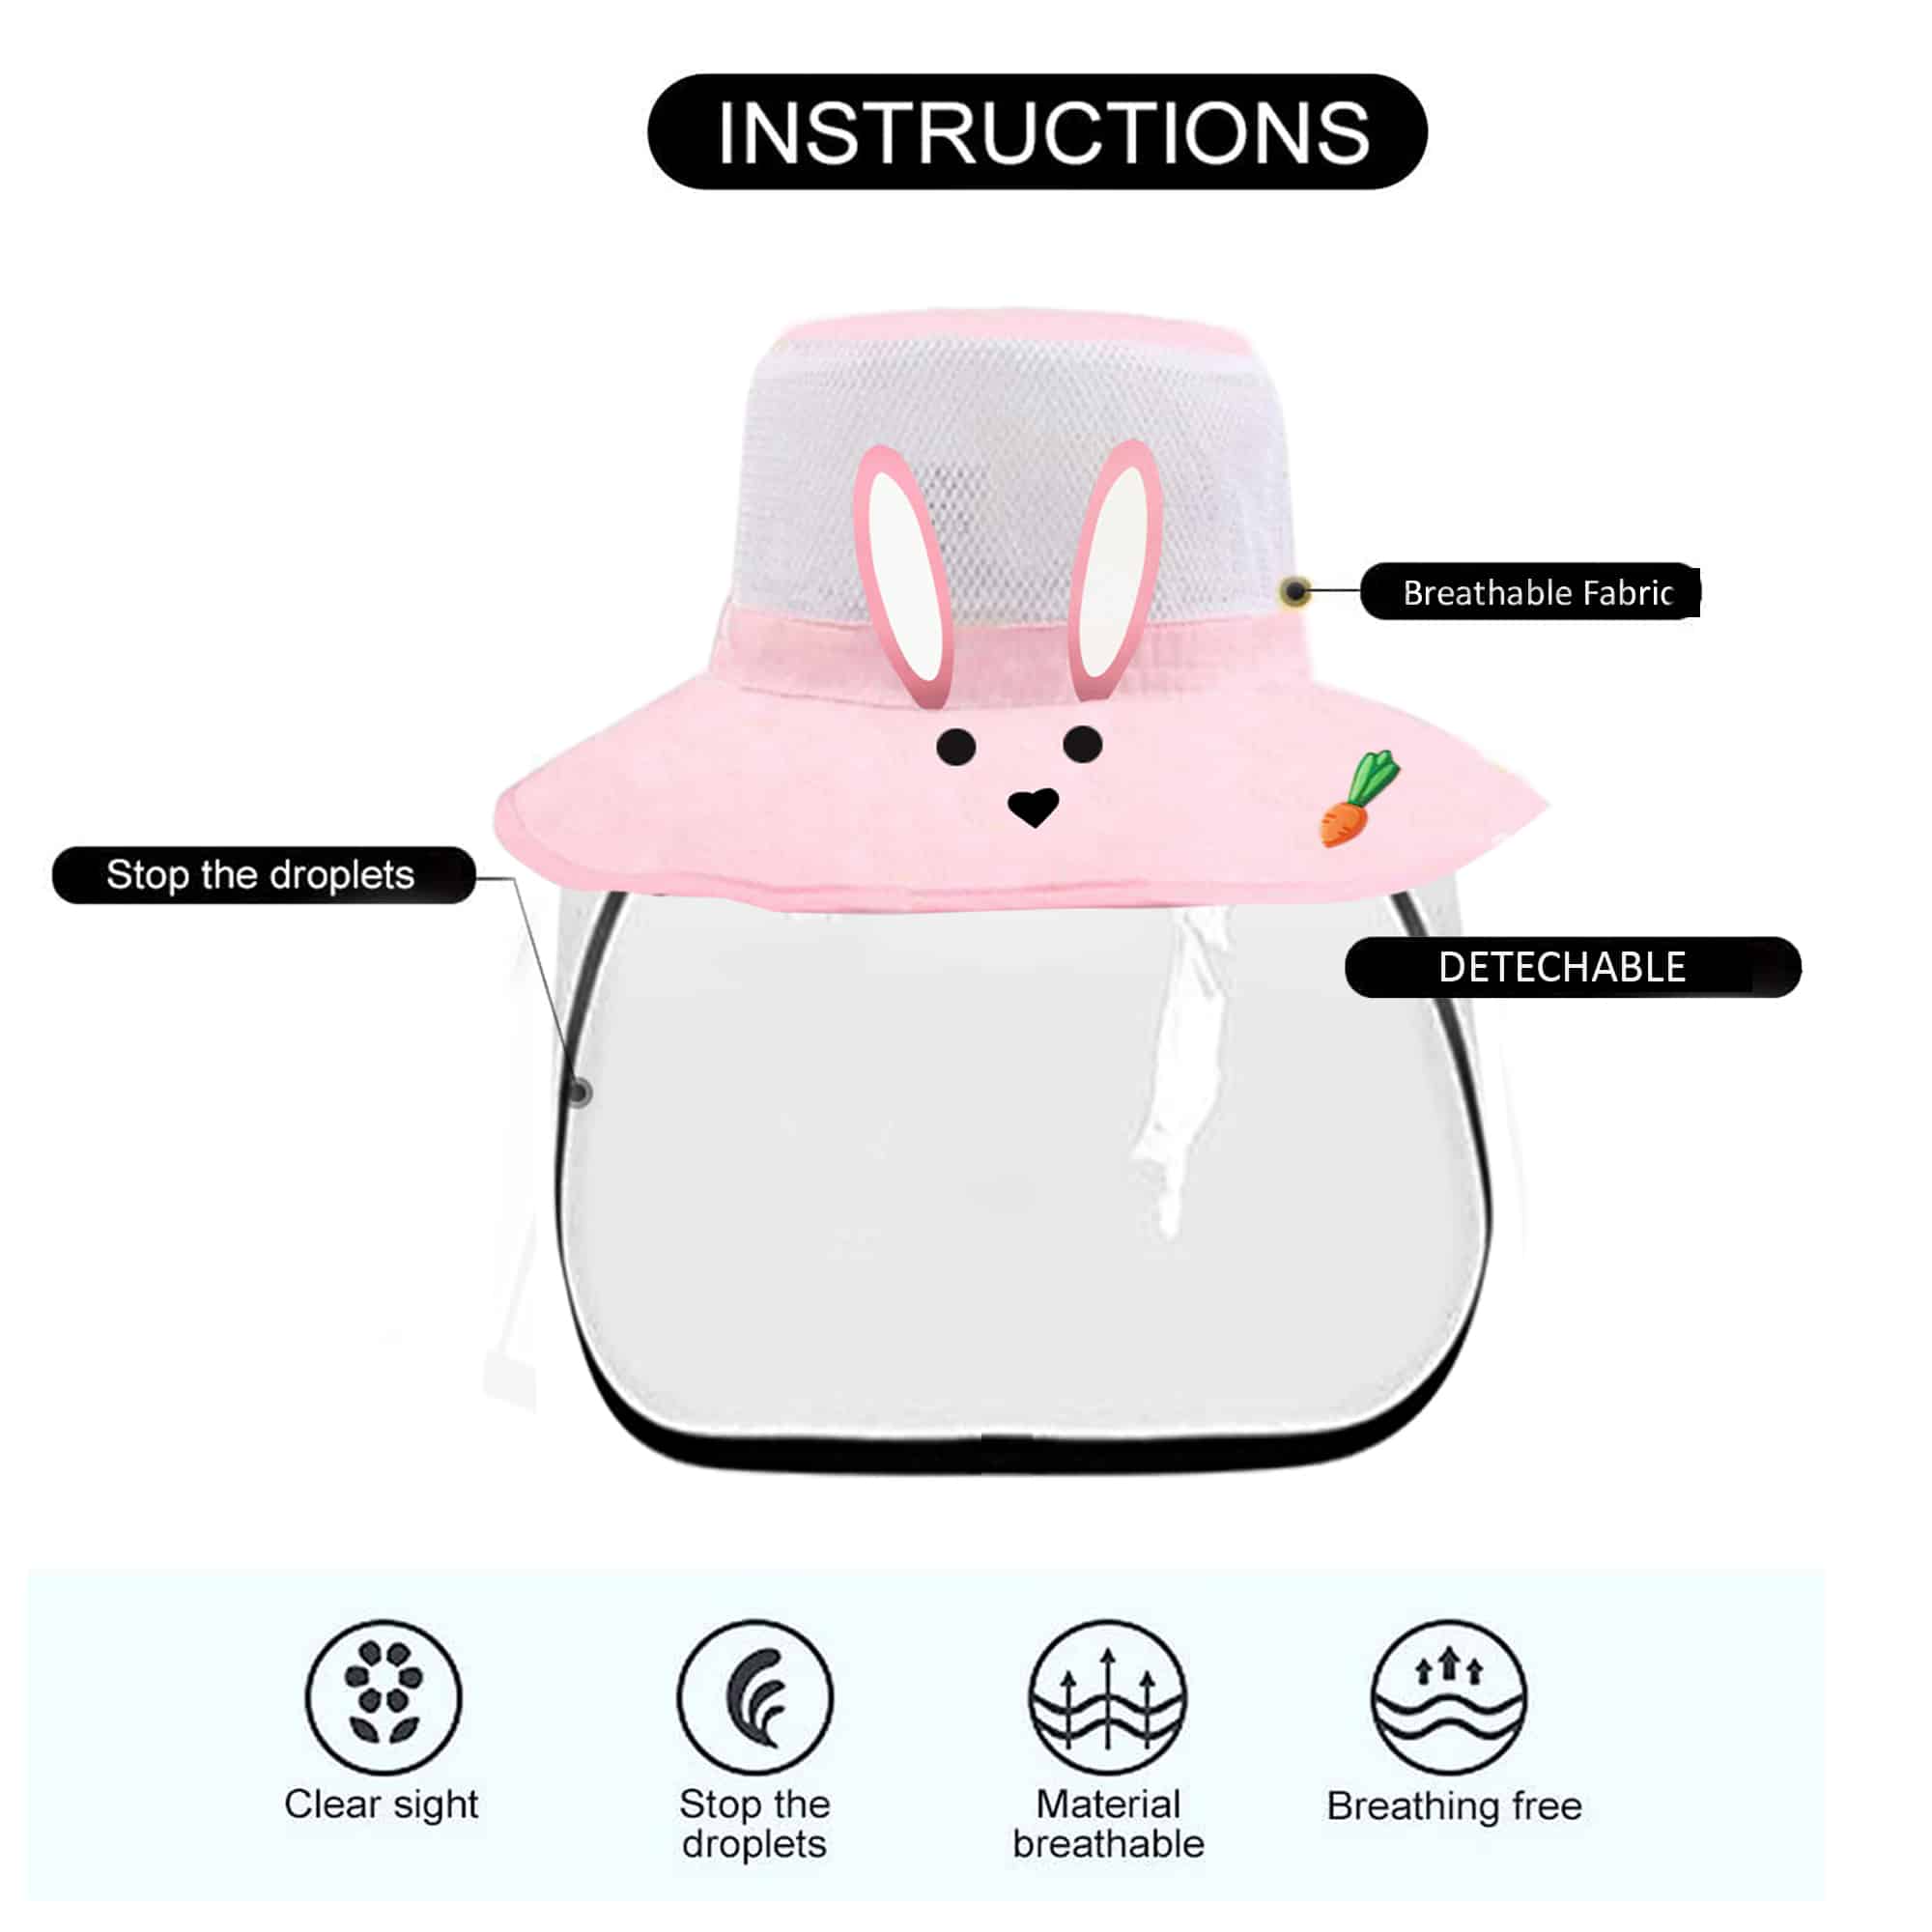 INSTRUCTIONS
Breathable Fabric
Stop the droplets
DETECHABLE
Clear sight
Stop the
droplets
Material
breathable
Breathing free